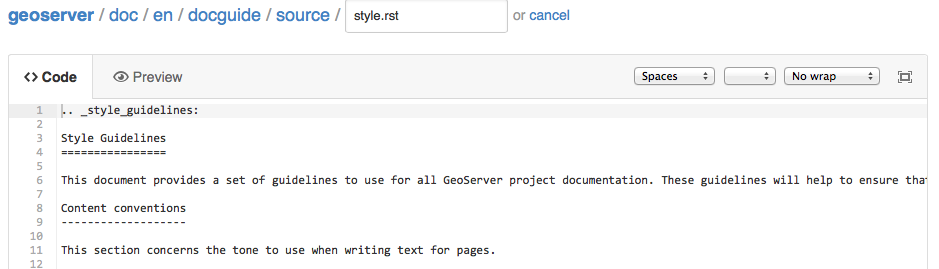 geoserver / doc / en / docguide / source / style.rst or cancel
<> Code Preview Spaces No wrap
1 .. _style_guidelines:
2
3 Style Guidelines
4 ================
5
6 This document provides a set of guidelines to use for all GeoServer project documentation. These guidelines will help to ensure that
7
8 Content conventions
9 -------------------
10
11 This section concerns the tone to use when writing text for pages.
12